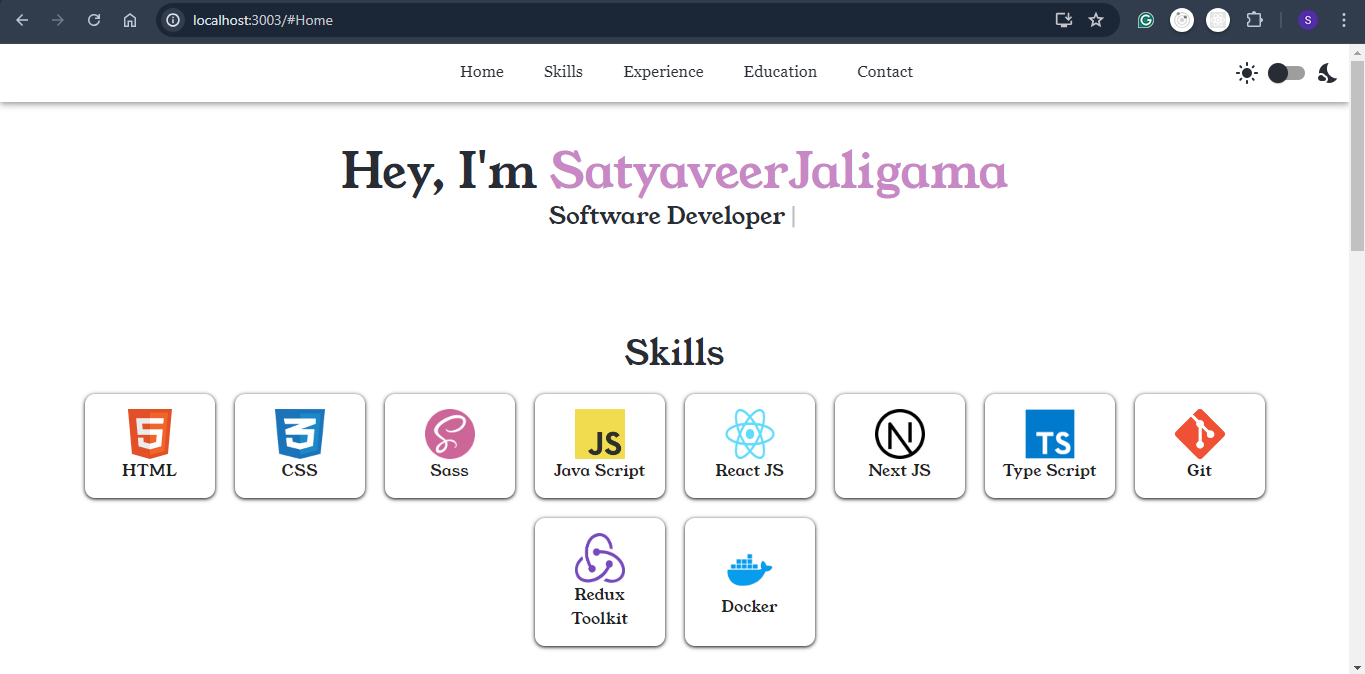 localhost:3003/#Home
S
Home Skills Experience Education Contact
Hey, I'm SatyaveerJaligama
Software Developer |
Skills
HTML CSS Sass JS Java Script React JS Next JS TS Type Script Git
Redux Toolkit
Docker